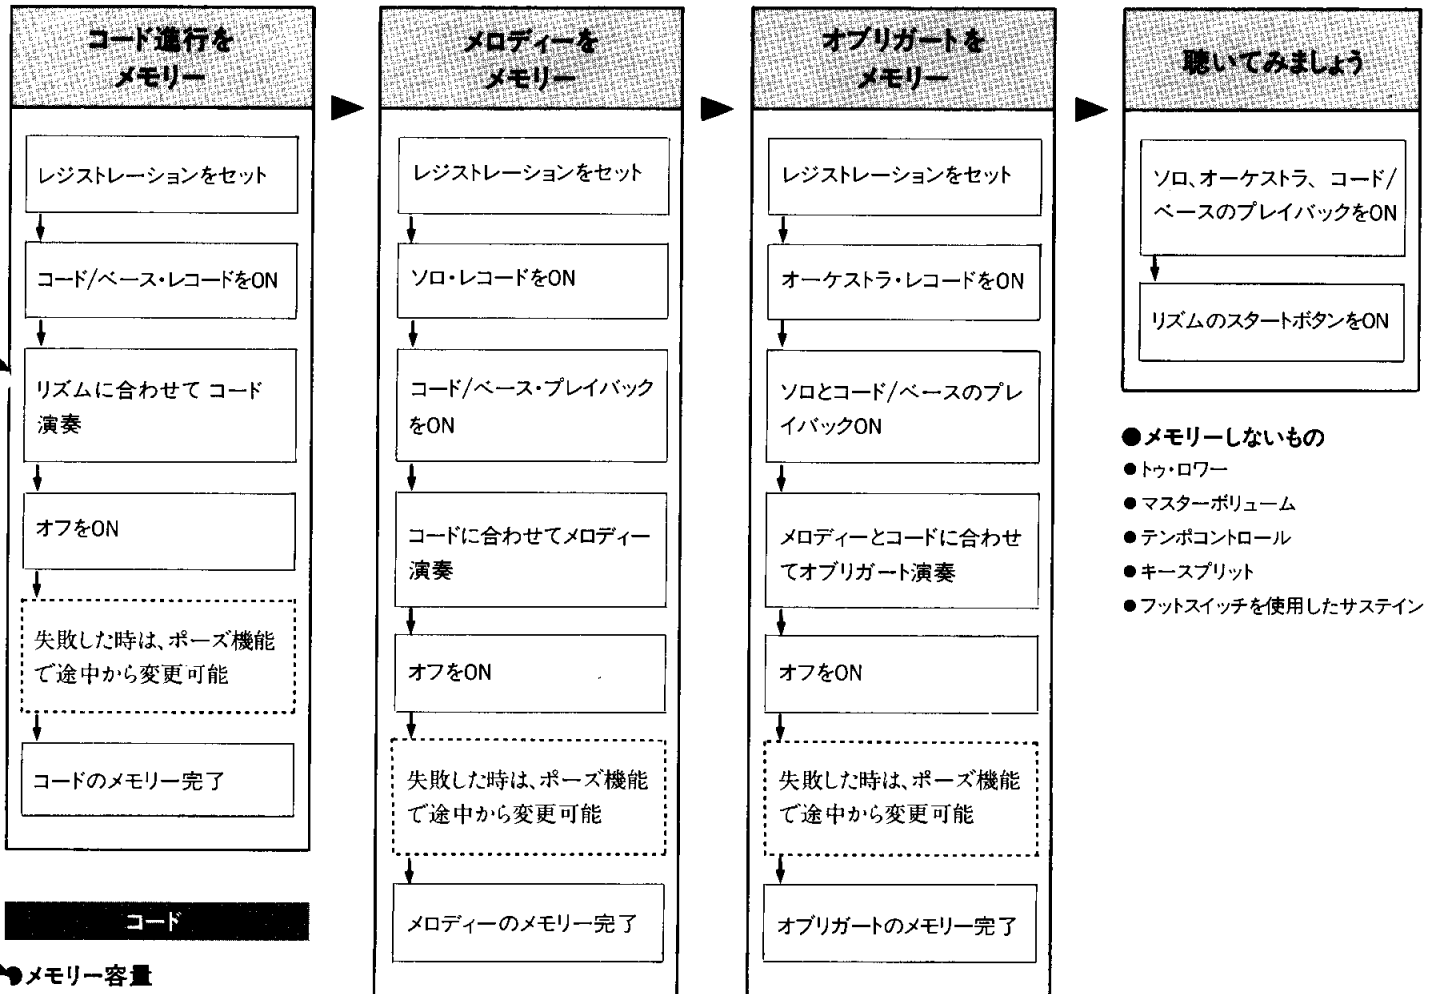 コード進行を
メモリー
レジストレーションをセット
コード/ベース・レコードをON
リズムに合わせて コード
演奏
オフをON
失敗した時は、ポーズ機能
で途中から変更可能
コードのメモリー完了
コード
●メモリー容量
メロディーを
メモリー
レジストレーションをセット
ソロ・レコードをON
コード/ベース・プレイバック
をON
コードに合わせてメロディー
演奏
オフをON
失敗した時は、ポーズ機能
で途中から変更可能
メロディーのメモリー完了
オブリガートを
メモリー
レジストレーションをセット
オーケストラ・レコードをON
ソロとコード/ベースのプレ
イバックON
メロディーとコードに合わせ
てオブリガート演奏
オフをON
失敗した時は、ポーズ機能
で途中から変更可能
オブリガートのメモリー完了
聴いてみましょう
ソロ、オーケストラ、コード/
ベースのプレイバックをON
リズムのスタートボタンをON
●メモリーしないもの
●トゥ・ロワー
●マスターボリューム
●テンポコントロール
●キースプリット
●フットスイッチを使用したサステイン